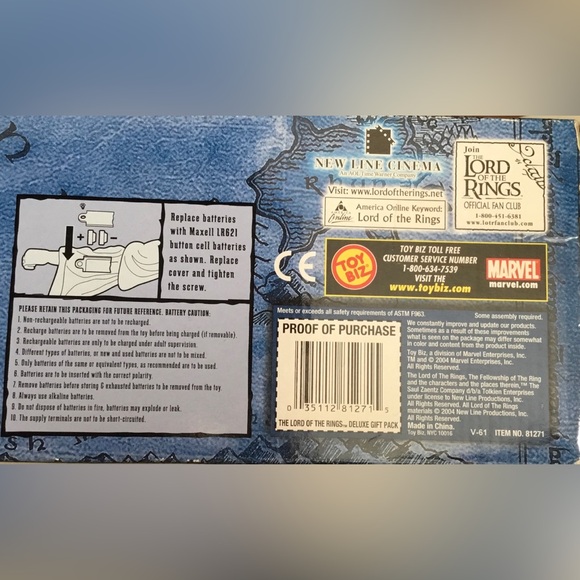 Replace batteries
with Maxell LR621
button cell batteries
as shown. Replace
cover and tighten
the screw.
PLEASE RETAIN THIS PACKAGING FOR FUTURE REFERENCE. BATTERY CAUTION:
1. Non-rechargeable batteries are not to be recharged.
2. Recharge batteries are to be removed from the toy before being charged (if removable)
3. Rechargeable batteries are only to be charged under adult supervision.
4. Different types of batteries, or new and used batteries are not to be mixed.
5. Only batteries of the same or equivalent types, as recommended are to be used.
6. Batteries are to be inserted with the correct polarity.
7 Remove batteries before storing & exhausted batteries to be removed from the toy.
8. Always use alkaline batteries.
9. Do not dispose of batteries in fire, batteries may explode or leak.
10. The supply terminals are not to be short-circuited.
NEW LINE CINEMA
An AOL Time Warner Company
Visit: www.lordoftherings.net
America Online Keyword:
Lord of the Rings
Join
THE
LORD
OF THE
RINGS
OFFICIAL FAN CLUB
1-800-451-6381
www.lotrfanclub.com
CE
TOY
BIZ
TOY BIZ TOLL FREE
CUSTOMER SERVICE NUMBER
1-800-634-7539
VISIT THE
www.toybiz.com
MARVEL
marvel.com
Meets or exceeds all safety requirements of ASTM F963.
Some assembly required.
PROOF OF PURCHASE
0 35112 81271 5
THE LORD OF THE RINGS™ DELUXE GIFT PACK
We constantly improve and update our products.
Sometimes as a result of these improvements
what is seen on the package may differ somewhat
in color and content from the product inside.
Toy Biz, a division of Marvel Enterprises, Inc.
TM and © 2004 Marvel Enterprises, Inc.
All Rights Reserved.
The Lord of The Rings, The Fellowship of The Ring
and the characters and the places therein,™ The
Saul Zaentz Company d/b/a Tolkien Enterprises
under license to New Line Productions, Inc.
All Rights Reserved.
The Lord of The Rings © and all Lord of The Rings
materials © 2004 New Line Productions, Inc.
All Rights Reserved.
Made in China.
Toy Biz, NYC 10016
V-61
ITEM NO. 81271